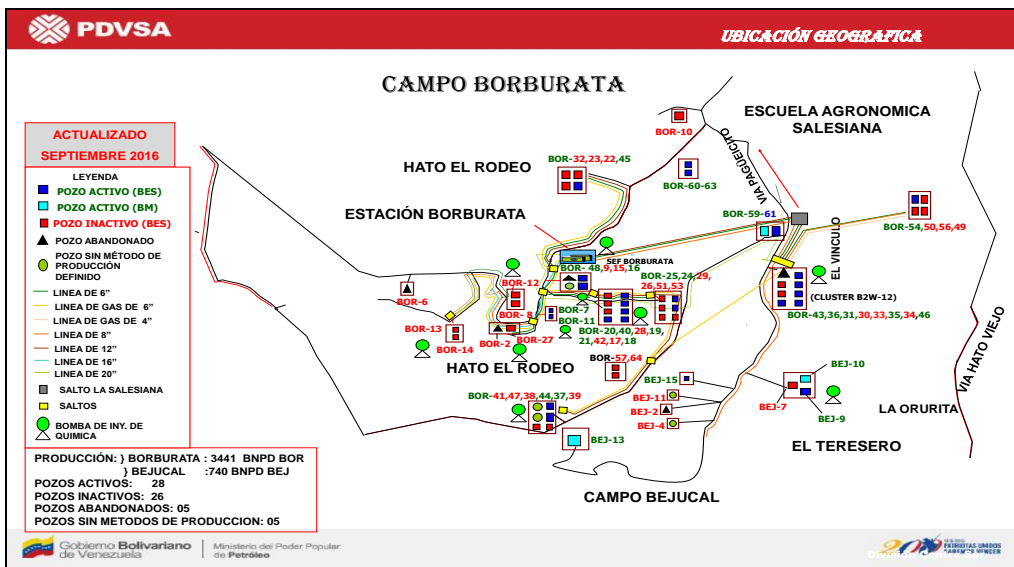 PDVSA
UBICACIÓN GEOGRAFICA
CAMPO BORBURATA
ESCUELA AGRONOMICA
SALESIANA
ACTUALIZADO
SEPTIEMBRE 2016
LEYENDA
POZO ACTIVO (BES)
POZO ACTIVO (BM)
POZO INACTIVO (BES)
POZO ABANDONADO
POZO SIN MÉTODO DE
PRODUCCIÓN
DEFINIDO
LINEA DE 6”
LINEA DE GAS DE 6”
LINEA DE GAS DE 4”
LINEA DE 8”
LINEA DE 12”
LINEA DE 16”
LINEA DE 20”
SALTO LA SALESIANA
SALTOS
BOMBA DE INY. DE
QUIMICA
BOR-10
HATO EL RODEO
BOR-32,23,22,45
BOR-60-63
VIA PAGÜEICITO
ESTACIÓN BORBURATA
BOR-59-61
BOR-54,50,56,49
EL VINCULO
SEF BORBURATA
BOR- 48,9,15,16
BOR-25,24,29,
26,51,53
BOR-12
BOR-6
BOR- 8
BOR-7
BOR-11
(CLUSTER B2W-12)
BOR-43,36,31,30,33,35,34,46
BOR-13
BOR-14
BOR-2
BOR-27
BOR-20,40,28,19,
21,42,17,18
HATO EL RODEO
BOR-57,64
VIA HATO VIEJO
BEJ-15
BEJ-10
BOR-41,47,38,44,37,39
BEJ-11
BEJ-2
BEJ-4
BEJ-7
BEJ-9
LA ORURITA
BEJ-13
EL TERESERO
CAMPO BEJUCAL
PRODUCCIÓN: } BORBURATA : 3441 BNPD BOR
} BEJUCAL :740 BNPD BEJ
POZOS ACTIVOS: 28
POZOS INACTIVOS: 26
POZOS ABANDONADOS: 05
POZOS SIN METODOS DE PRODUCCION: 05
Gobierno Bolivariano
de Venezuela
Ministerio del Poder Popular
de Petróleo
PATRIOTAS UNIDOS